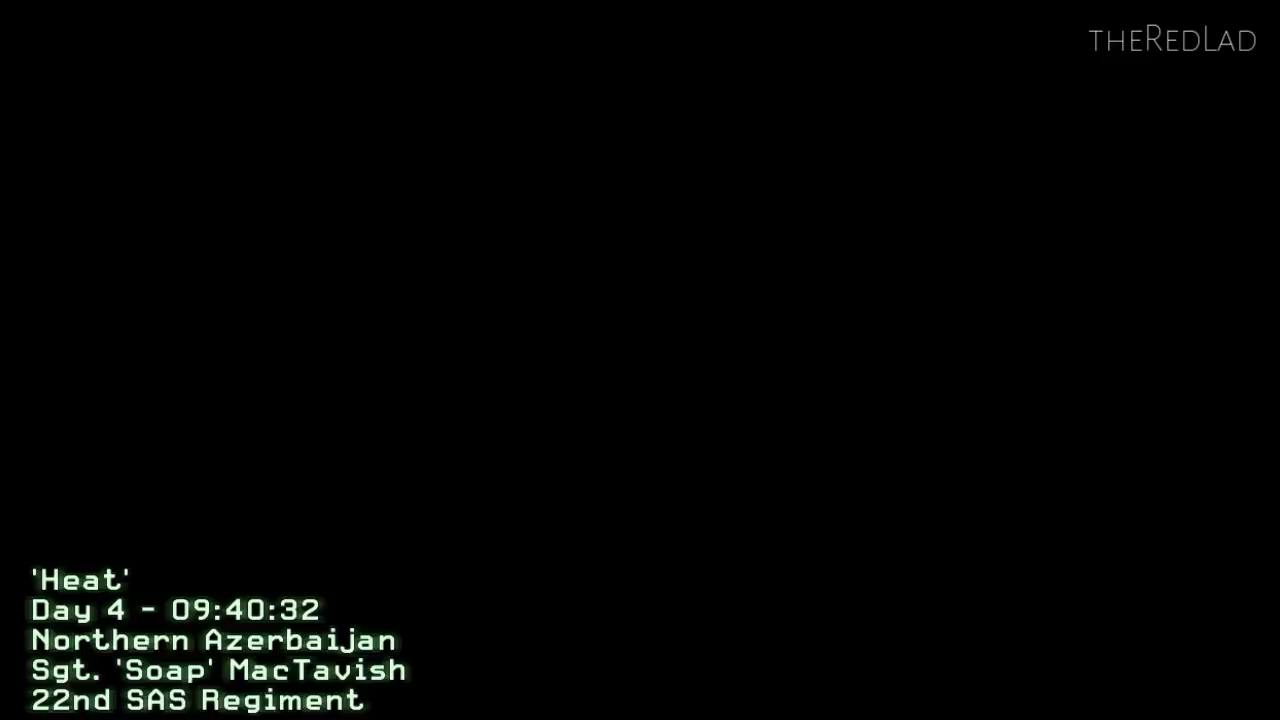 THEREDLAD
'Heat'
Day 4 - 09:40:32
Northern Azerbaijan
Sgt. 'Soap' MacTavish
22nd SAS Regiment